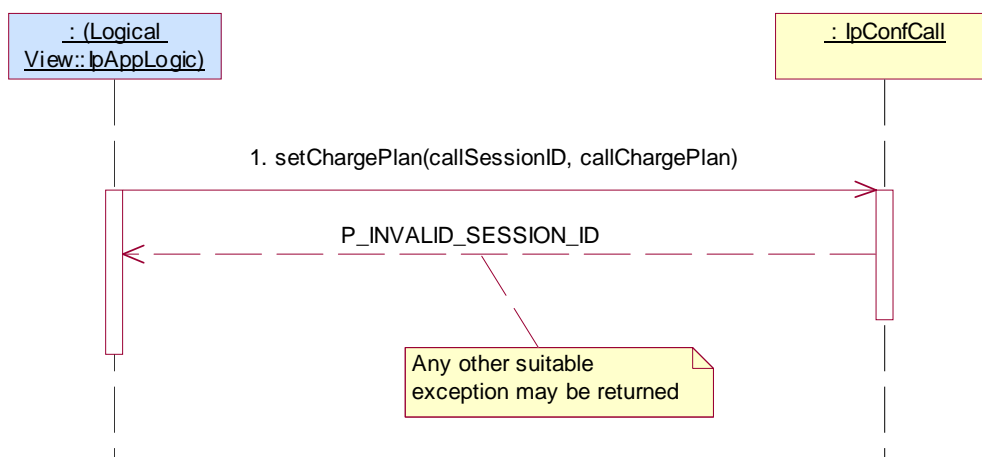 : (Logical
View::IpAppLogic)
: IpConfCall
1. setChargePlan(callSessionID, callChargePlan)
P_INVALID_SESSION_ID
Any other suitable
exception may be returned